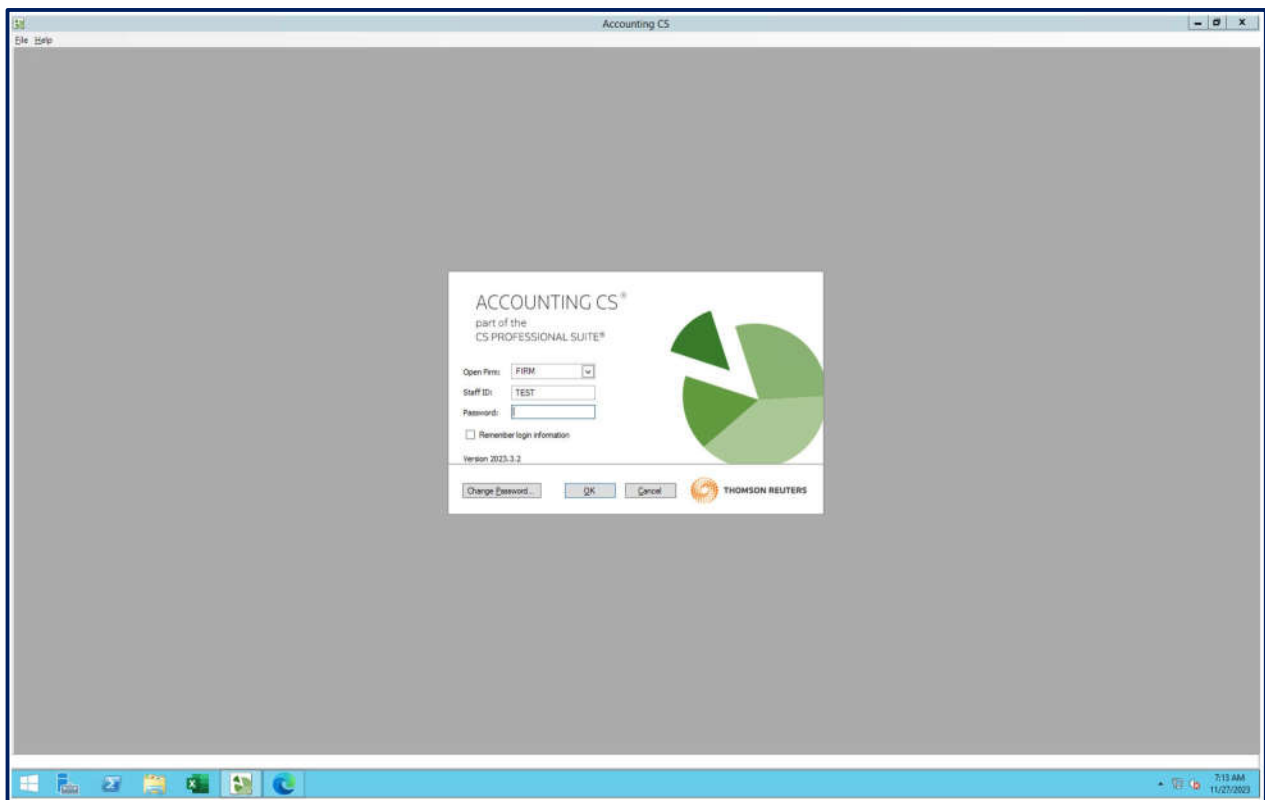 Accounting CS
File Help
ACCOUNTING CS®
part of the
CS PROFESSIONAL SUITE®
Open Firm: FIRM
Staff ID: TEST
Password:
Remember login information
Version 2023.3.2
Change Password... OK Cancel THOMSON REUTERS
7:13 AM
11/27/2023